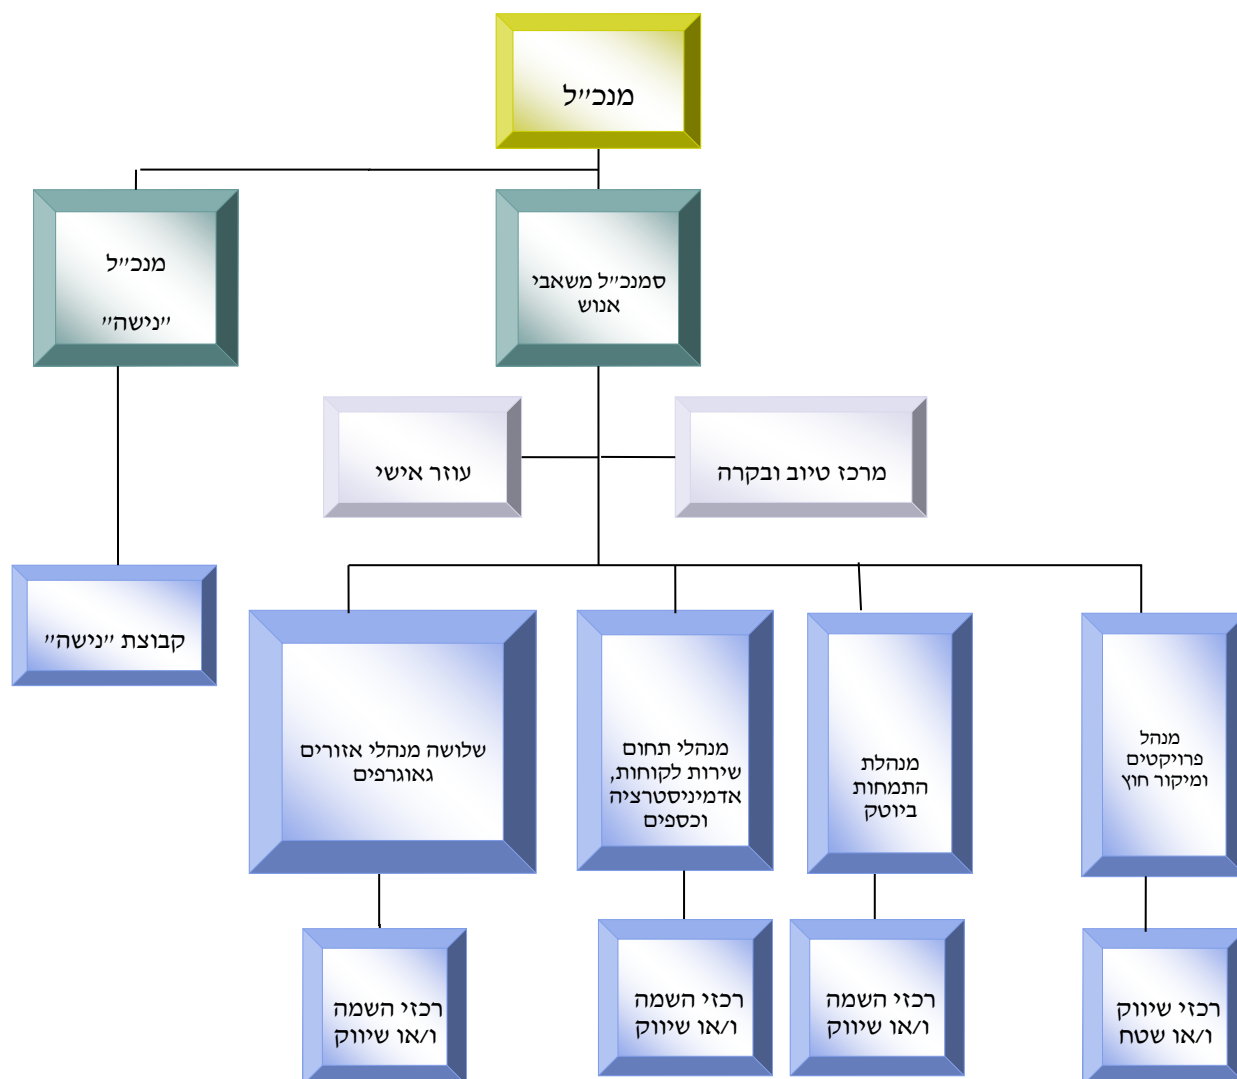 מנכ״ל
סמנכ״ל משאבי
אנוש
מנכ״ל
״נישה״
מרכז טיוב ובקרה
עוזר אישי
קבוצת ״נישה״
מנהל
פרויקטים
ומיקור חוץ
מנהלת
התמחות
ביוטק
מנהלי תחום
שירות לקוחות,
אדמיניסטרציה
וכספים
שלושה מנהלי אזורים
גאוגרפים
רכזי שיווק
ו/או שטח
רכזי השמה
ו/או שיווק
רכזי השמה
ו/או שיווק
רכזי השמה
ו/או שיווק